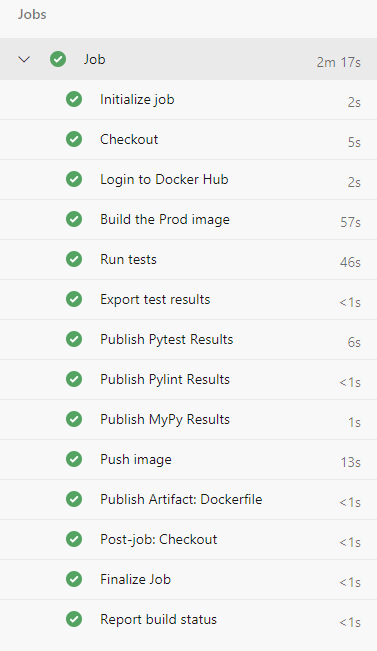 Jobs
Job 2m 17s
Initialize job 2s
Checkout 5s
Login to Docker Hub 2s
Build the Prod image 57s
Run tests 46s
Export test results <1s
Publish Pytest Results 6s
Publish Pylint Results <1s
Publish MyPy Results 1s
Push image 13s
Publish Artifact: Dockerfile <1s
Post-job: Checkout <1s
Finalize Job <1s
Report build status <1s